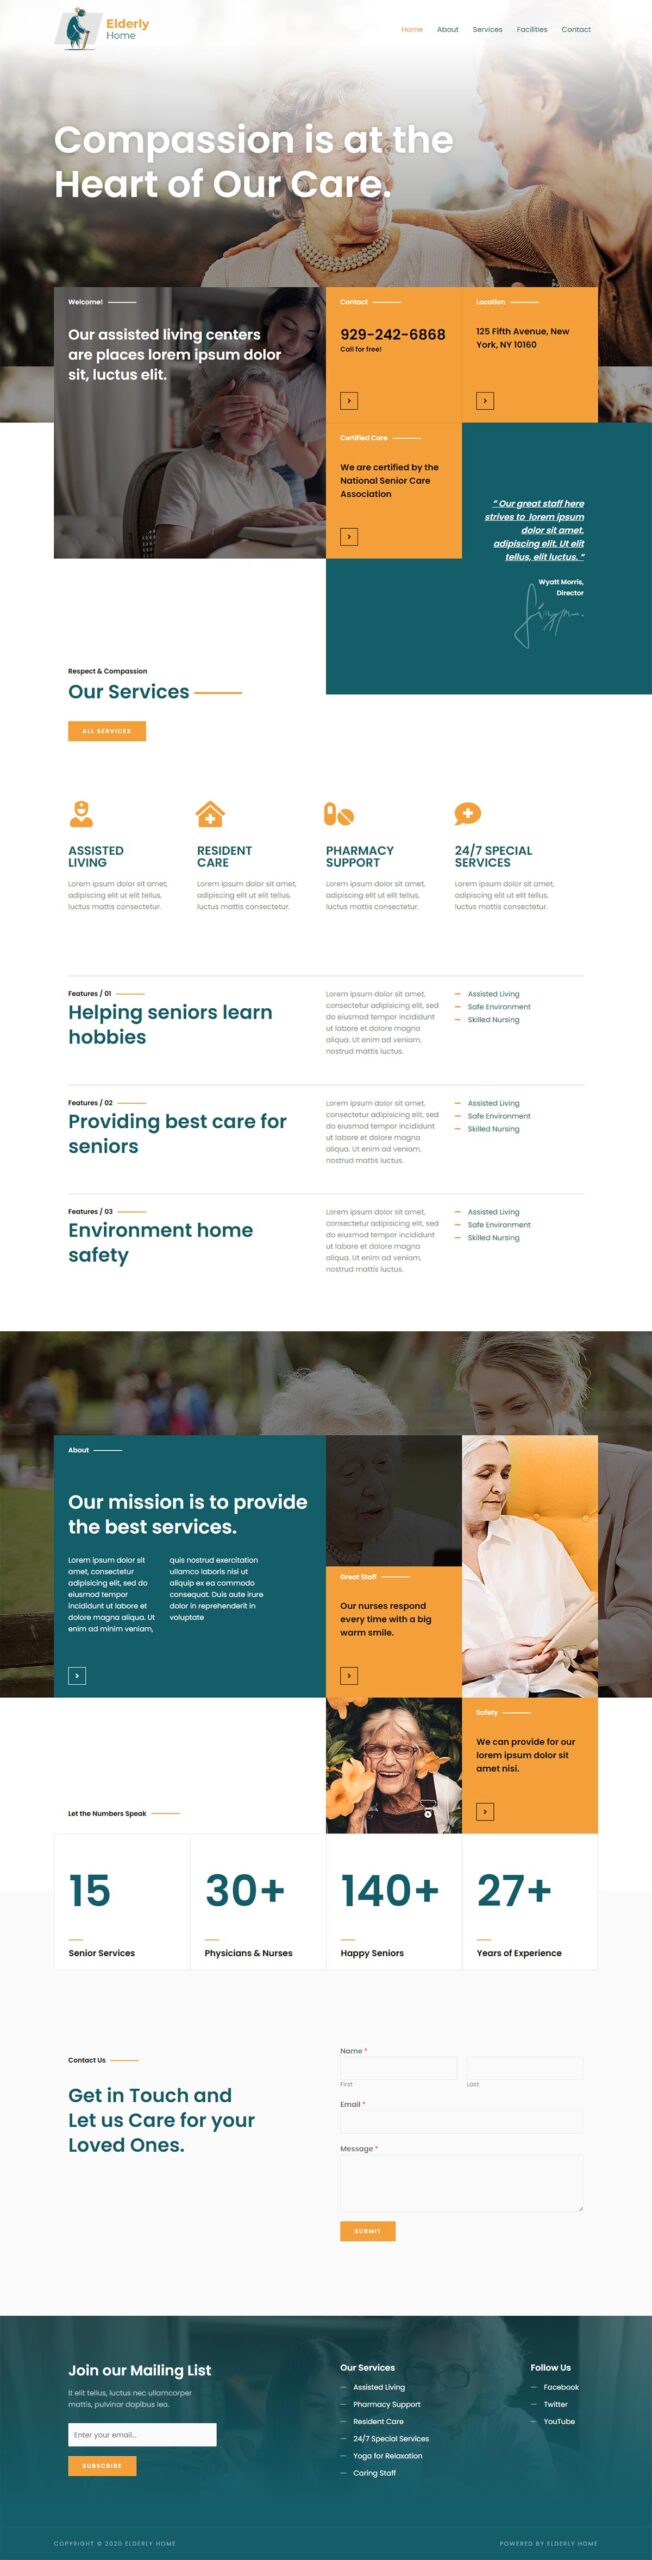 Elderly
Home
Home
About
Services
Facilities
Contact
Compassion is at the
Heart of Our Care.
Welcome!
Our assisted living centers
are places lorem ipsum dolor
sit, luctus elit.
Contact
929-242-6868
Call for free!
Location
125 Fifth Avenue, New
York, NY 10160
Certified Care
We are certified by the
National Senior Care
Association
“ Our great staff here
strives to lorem ipsum
dolor sit amet,
adipiscing elit. Ut elit
tellus, elit luctus. “
Wyatt Morris,
Director
Respect & Compassion
Our Services
ALL SERVICES
ASSISTED
LIVING
Lorem ipsum dolor sit amet,
adipiscing elit ut elit tellus,
luctus mattis consectetur.
RESIDENT
CARE
Lorem ipsum dolor sit amet,
adipiscing elit ut elit tellus,
luctus mattis consectetur.
PHARMACY
SUPPORT
Lorem ipsum dolor sit amet,
adipiscing elit ut elit tellus,
luctus mattis consectetur.
24/7 SPECIAL
SERVICES
Lorem ipsum dolor sit amet,
adipiscing elit ut elit tellus,
luctus mattis consectetur.
Features / 01
Helping seniors learn
hobbies
Lorem ipsum dolor sit amet,
consectetur adipisicing elit, sed
do eiusmod tempor incididunt
ut labore et dolore magna
aliqua. Ut enim ad veniam,
nostrud mattis luctus.
Assisted Living
Safe Environment
Skilled Nursing
Features / 02
Providing best care for
seniors
Lorem ipsum dolor sit amet,
consectetur adipisicing elit, sed
do eiusmod tempor incididunt
ut labore et dolore magna
aliqua. Ut enim ad veniam,
nostrud mattis luctus.
Assisted Living
Safe Environment
Skilled Nursing
Features / 03
Environment home
safety
Lorem ipsum dolor sit amet,
consectetur adipisicing elit, sed
do eiusmod tempor incididunt
ut labore et dolore magna
aliqua. Ut enim ad veniam,
nostrud mattis luctus.
Assisted Living
Safe Environment
Skilled Nursing
About
Our mission is to provide
the best services.
Lorem ipsum dolor sit
amet, consectetur
adipisicing elit, sed do
eiusmod tempor
incididunt ut labore et
dolore magna aliqua. Ut
enim ad minim veniam,
quis nostrud exercitation
ullamco laboris nisi ut
aliquip ex ea commodo
consequat. Duis aute irure
dolor in reprehenderit in
voluptate
Great Staff
Our nurses respond
every time with a big
warm smile.
Safety
We can provide for our
lorem ipsum dolor sit
amet nisi.
Let the Numbers Speak
15
Senior Services
30+
Physicians & Nurses
140+
Happy Seniors
27+
Years of Experience
Contact Us
Get in Touch and
Let us Care for your
Loved Ones.
Name *
First
Last
Email *
Message *
SUBMIT
Join our Mailing List
It elit tellus, luctus nec ullamcorper
mattis, pulvinar dapibus leo.
Enter your email...
SUBSCRIBE
Our Services
Assisted Living
Pharmacy Support
Resident Care
24/7 Special Services
Yoga for Relaxation
Caring Staff
Follow Us
Facebook
Twitter
YouTube
COPYRIGHT © 2020 ELDERLY HOME
POWERED BY ELDERLY HOME